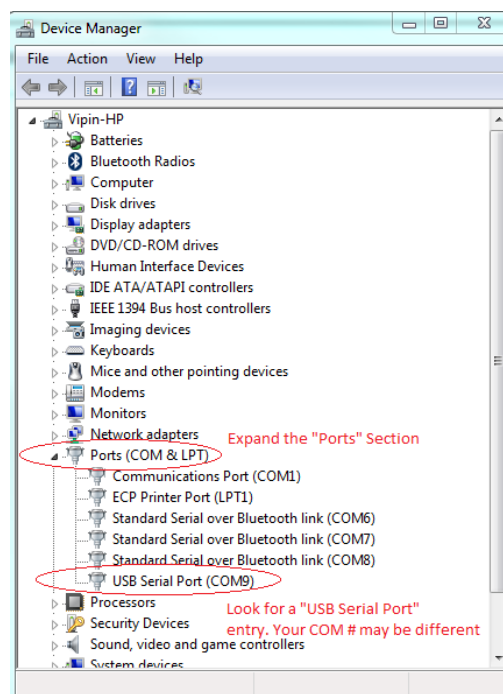 Device Manager
File Action View Help
Vipin-HP
Batteries
Bluetooth Radios
Computer
Disk drives
Display adapters
DVD/CD-ROM drives
Human Interface Devices
IDE ATA/ATAPI controllers
IEEE 1394 Bus host controllers
Imaging devices
Keyboards
Mice and other pointing devices
Modems
Monitors
Network adapters
Expand the "Ports" Section
Ports (COM & LPT)
Communications Port (COM1)
ECP Printer Port (LPT1)
Standard Serial over Bluetooth link (COM6)
Standard Serial over Bluetooth link (COM7)
Standard Serial over Bluetooth link (COM8)
USB Serial Port (COM9)
Processors
Look for a "USB Serial Port"
Security Devices
entry. Your COM # may be different
Sound, video and game controllers
System devices